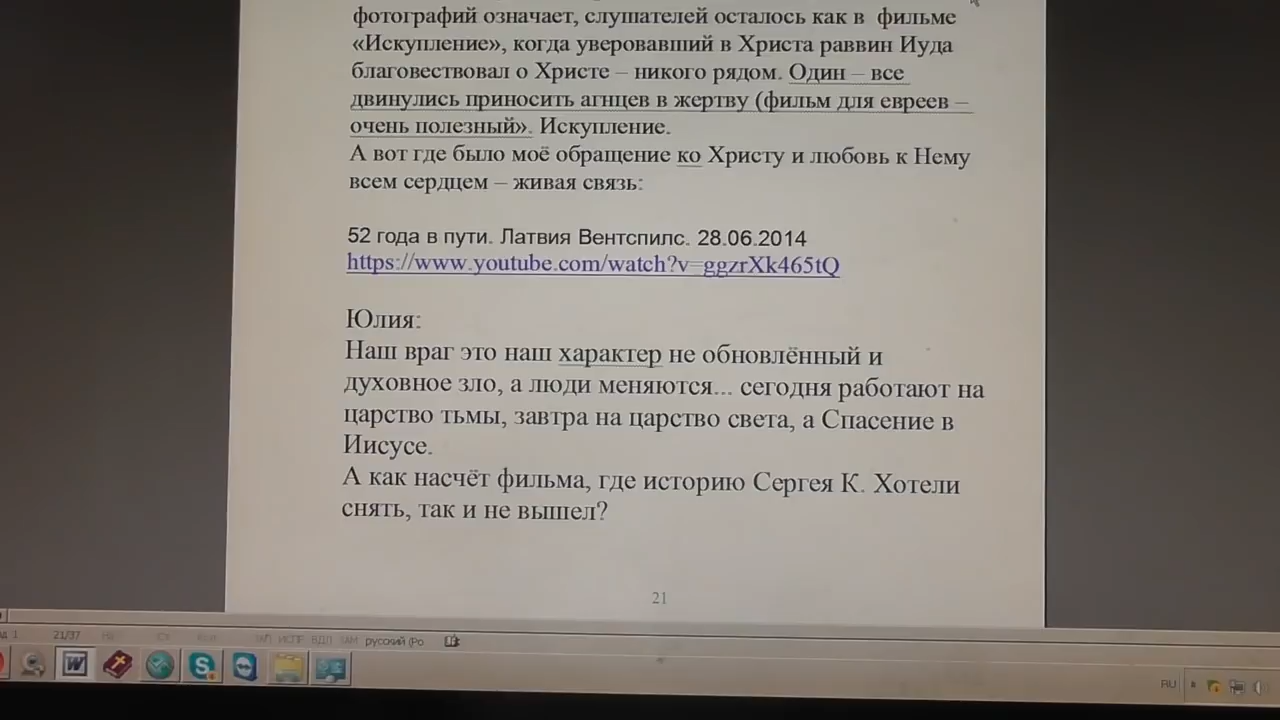 фотографий означает, слушателей осталось как в фильме
«Искупление», когда уверовавший в Христа раввин Иуда
благовествовал о Христе – никого рядом. Один – все
двинулись приносить агнцев в жертву (фильм для евреев –
очень полезный». Искупление.
А вот где было моё обращение ко Христу и любовь к Нему
всем сердцем – живая связь:
52 года в пути. Латвия Вентспилс. 28.06.2014
https://www.youtube.com/watch?v=ggzrXk465tQ
Юлия:
Наш враг это наш характер не обновлённый и
духовное зло, а люди меняются... сегодня работают на
царство тьмы, завтра на царство света, а Спасение в
Иисусе.
А как насчёт фильма, где историю Сергея К. Хотели
снять, так и не вышел?
21
1 21/37 ЗАП ИСПР ВДЛ ЗАМ русский (Ро
RU